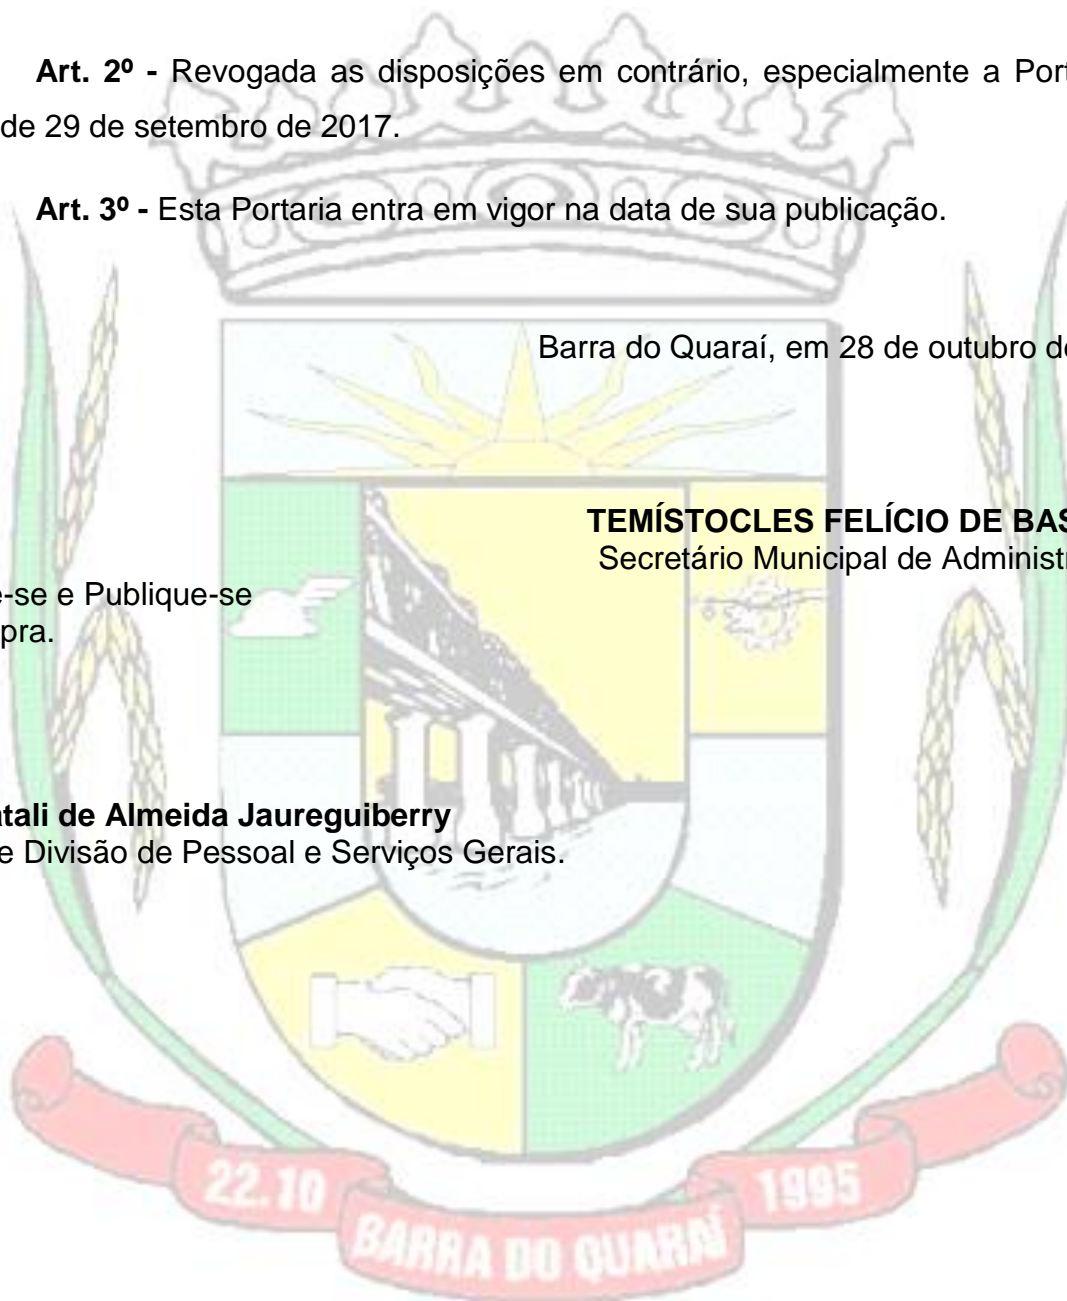 Art. 2º - Revogada as disposições em contrário, especialmente a Port
de 29 de setembro de 2017.
Art. 3º - Esta Portaria entra em vigor na data de sua publicação.
Barra do Quaraí, em 28 de outubro d
TEMÍSTOCLES FELÍCIO DE BAS
Secretário Municipal de Administ
e-se e Publique-se
pra.
atali de Almeida Jaureguiberry
e Divisão de Pessoal e Serviços Gerais.
22.10
1995
BARRA DO QUARAÍ